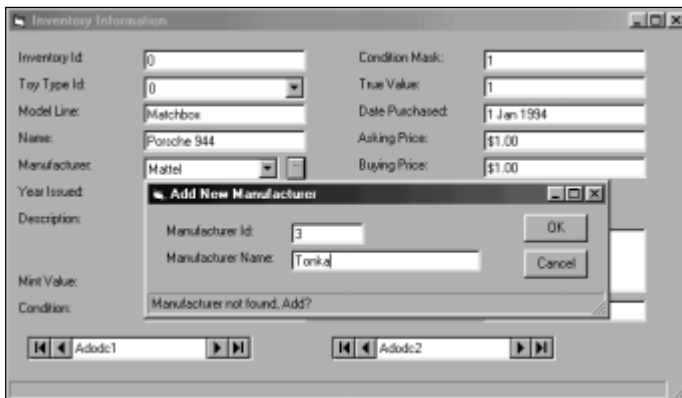 Inventory Information
Inventory Id: 0 Condition Mask: 1
Toy Type Id: 0 True Value: 1
Model Line: Matchbox Date Purchased: 1 Jan 1994
Name: Porsche 944 Asking Price: $1.00
Manufacturer: Mattel ... Buying Price: $1.00
Year Issued:
Add New Manufacturer
Description:
Manufacturer Id: 3 OK
Manufacturer Name: Tonka Cancel
Mint Value:
Manufacturer not found, Add?
Condition:
Adodc1 Adodc2